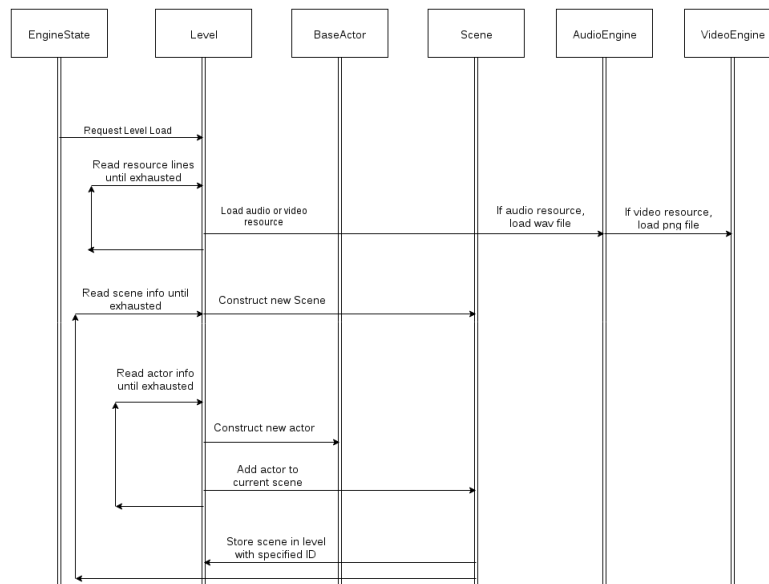 EngineState
Level
BaseActor
Scene
AudioEngine
VideoEngine
Request Level Load
Read resource lines
until exhausted
Load audio or video
resource
If audio resource,
load wav file
If video resource,
load png file
Read scene info until
exhausted
Construct new Scene
Read actor info
until exhausted
Construct new actor
Add actor to
current scene
Store scene in level
with specified ID